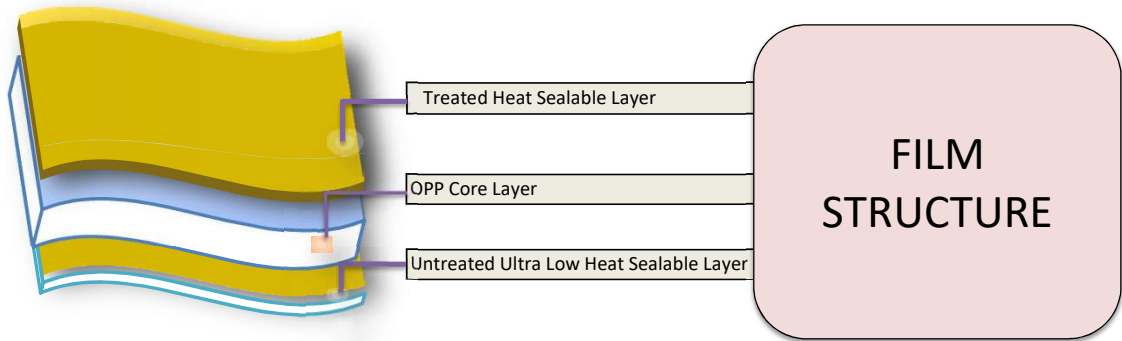 Treated Heat Sealable Layer
OPP Core Layer
Untreated Ultra Low Heat Sealable Layer
FILM
STRUCTURE